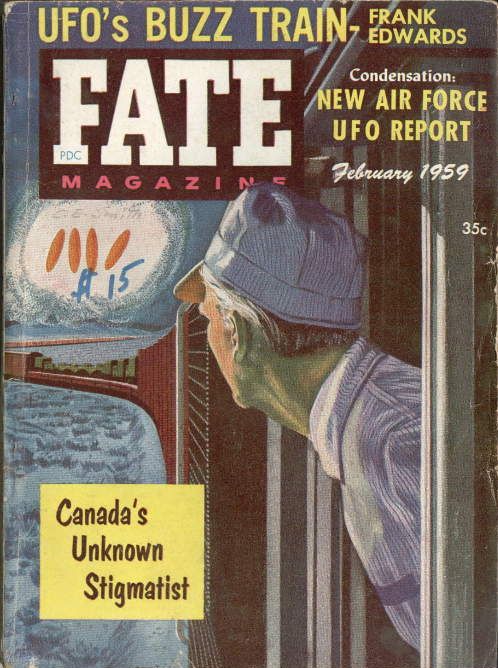 UFO's BUZZ TRAIN-
FRANK
EDWARDS
Condensation:
NEW AIR FORCE
UFO REPORT
February 1959
35c
FATE
PDC
MAGAZINE
#15
Canada's
Unknown
Stigmatist